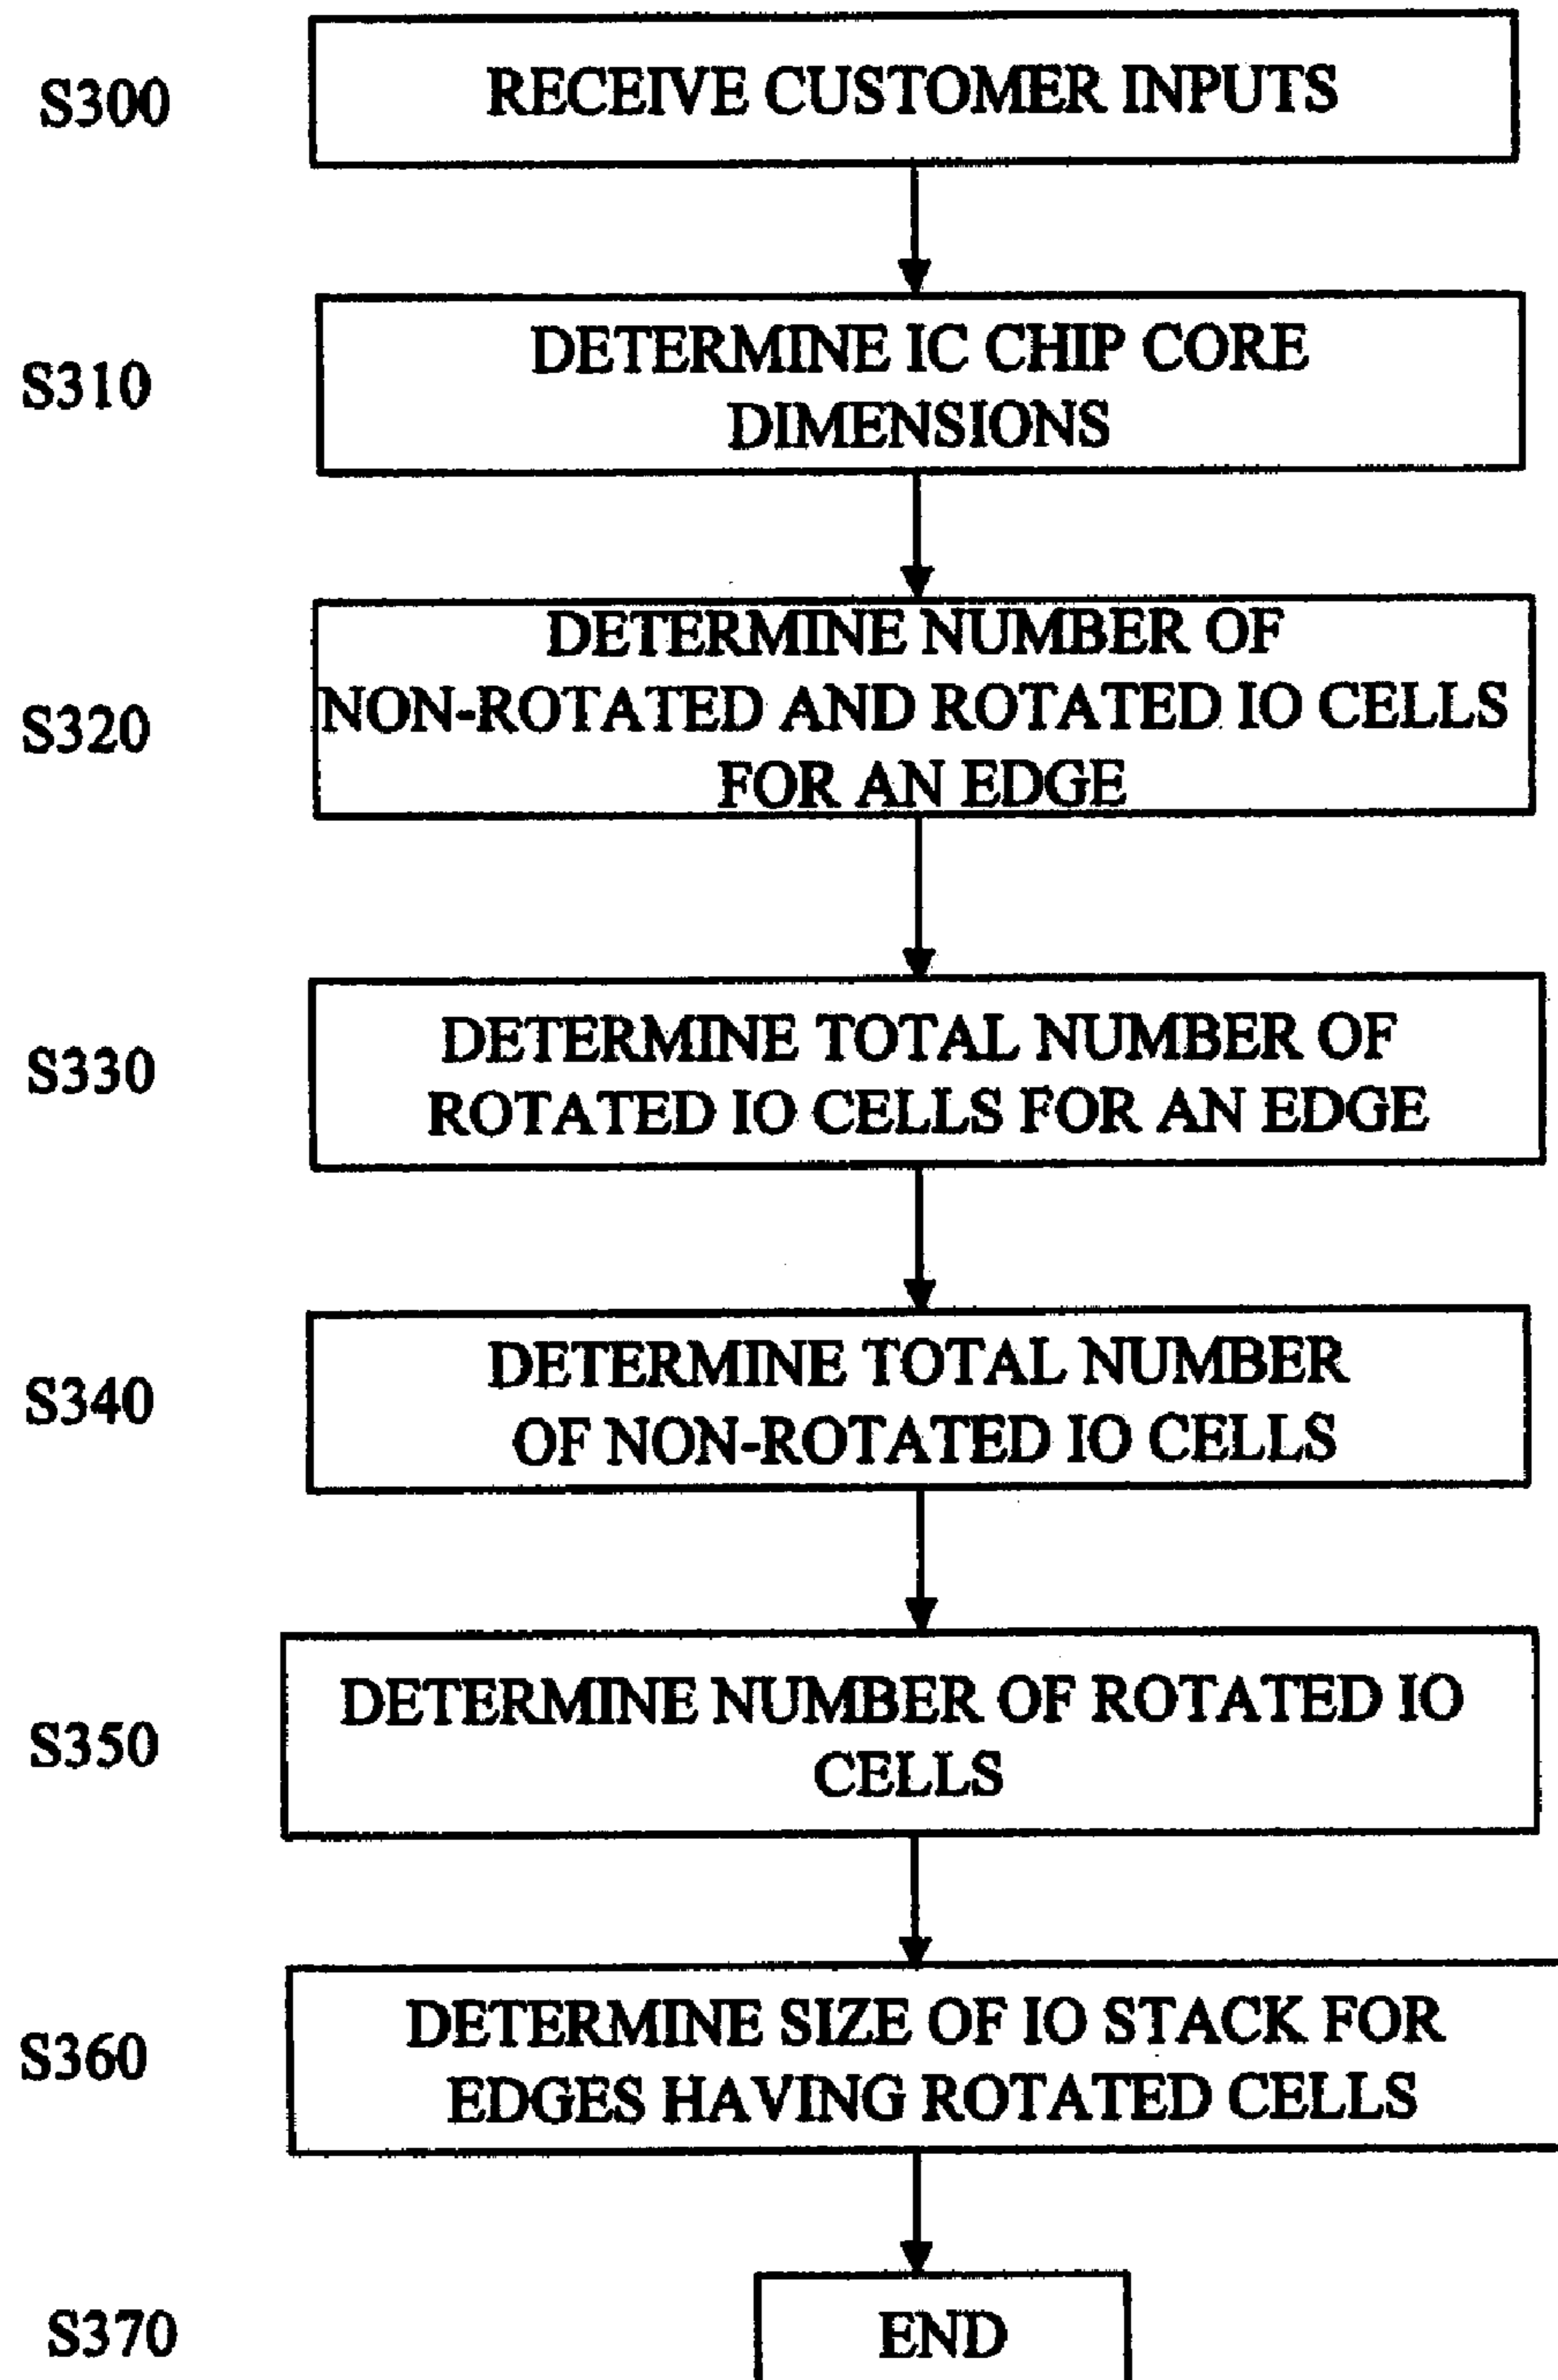 S300
RECEIVE CUSTOMER INPUTS
S310
DETERMINE IC CHIP CORE
DIMENSIONS
S320
DETERMINE NUMBER OF
NON-ROTATED AND ROTATED IO CELLS
FOR AN EDGE
S330
DETERMINE TOTAL NUMBER OF
ROTATED IO CELLS FOR AN EDGE
S340
DETERMINE TOTAL NUMBER
OF NON-ROTATED IO CELLS
S350
DETERMINE NUMBER OF ROTATED IO
CELLS
S360
DETERMINE SIZE OF IO STACK FOR
EDGES HAVING ROTATED CELLS
S370
END